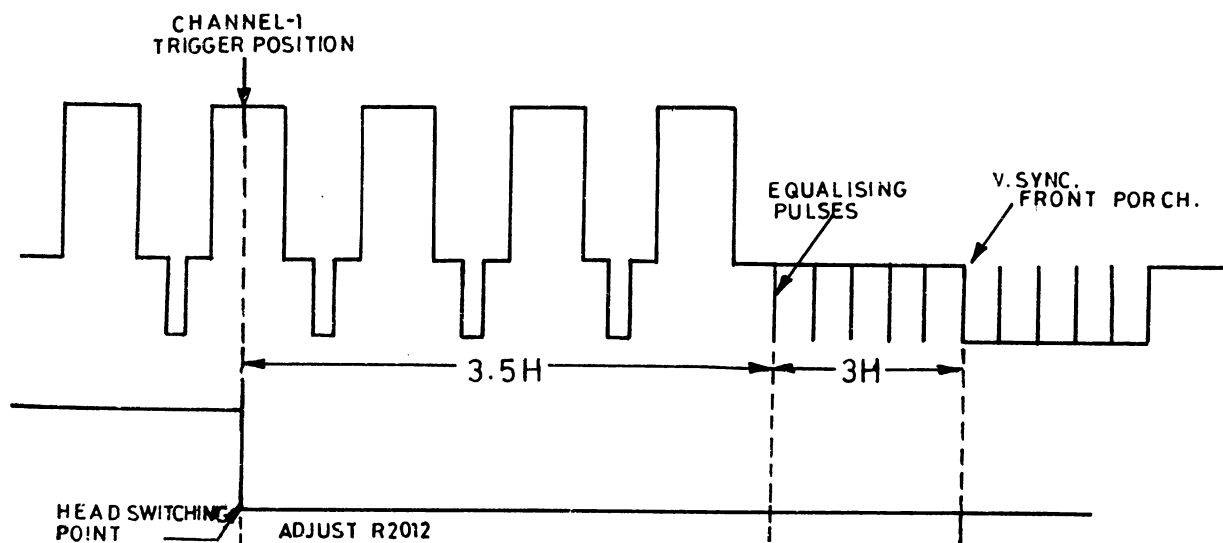 CHANNEL-1
TRIGGER POSITION
EQUALISING
PULSES
V. SYNC.
FRONT PORCH.
3.5H
3H
HEAD SWITCHING
POINT
ADJUST R2012